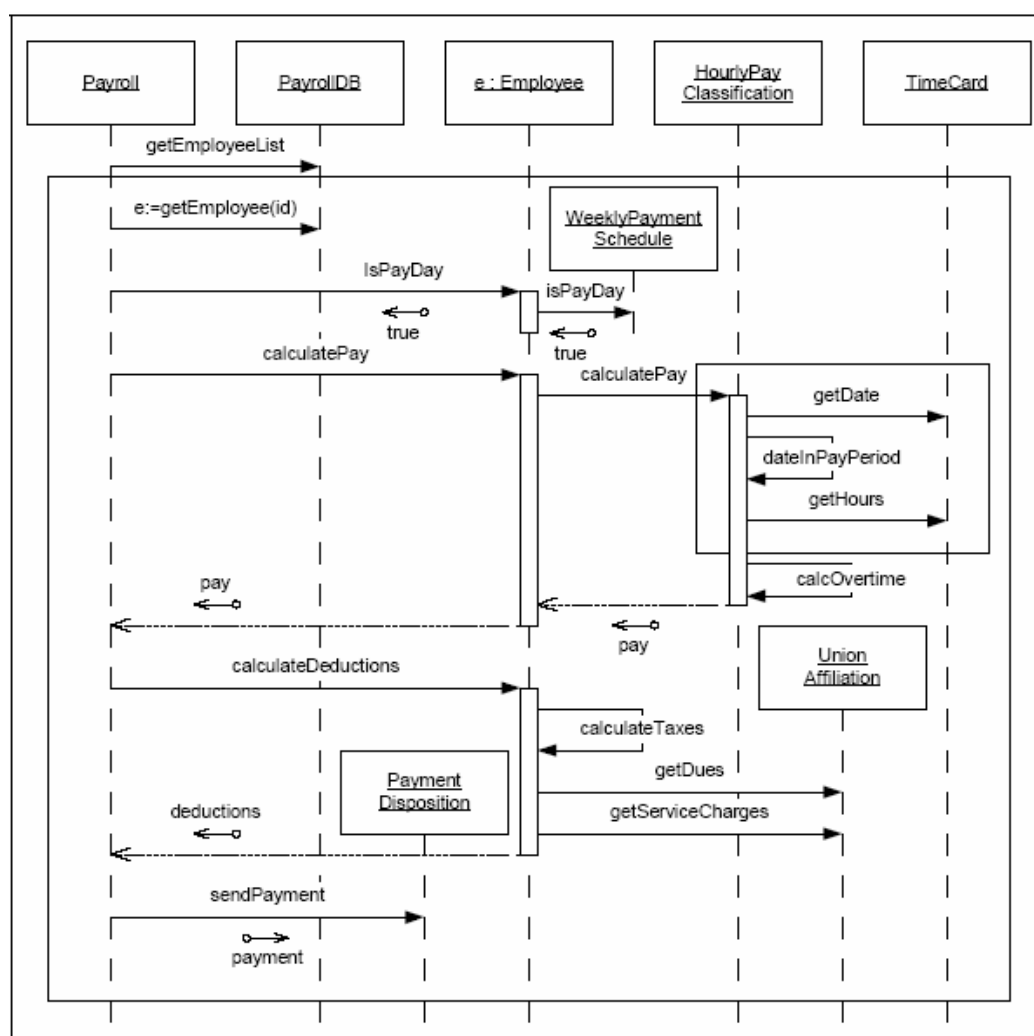 Payroll
PayrollDB
e : Employee
HourlyPay
Classification
TimeCard
getEmployeeList
e:=getEmployee(id)
WeeklyPayment
Schedule
IsPayDay
isPayDay
true
true
calculatePay
calculatePay
getDate
dateInPayPeriod
getHours
calcOvertime
pay
pay
calculateDeductions
Union
Affiliation
calculateTaxes
getDues
Payment
Disposition
deductions
getServiceCharges
sendPayment
payment